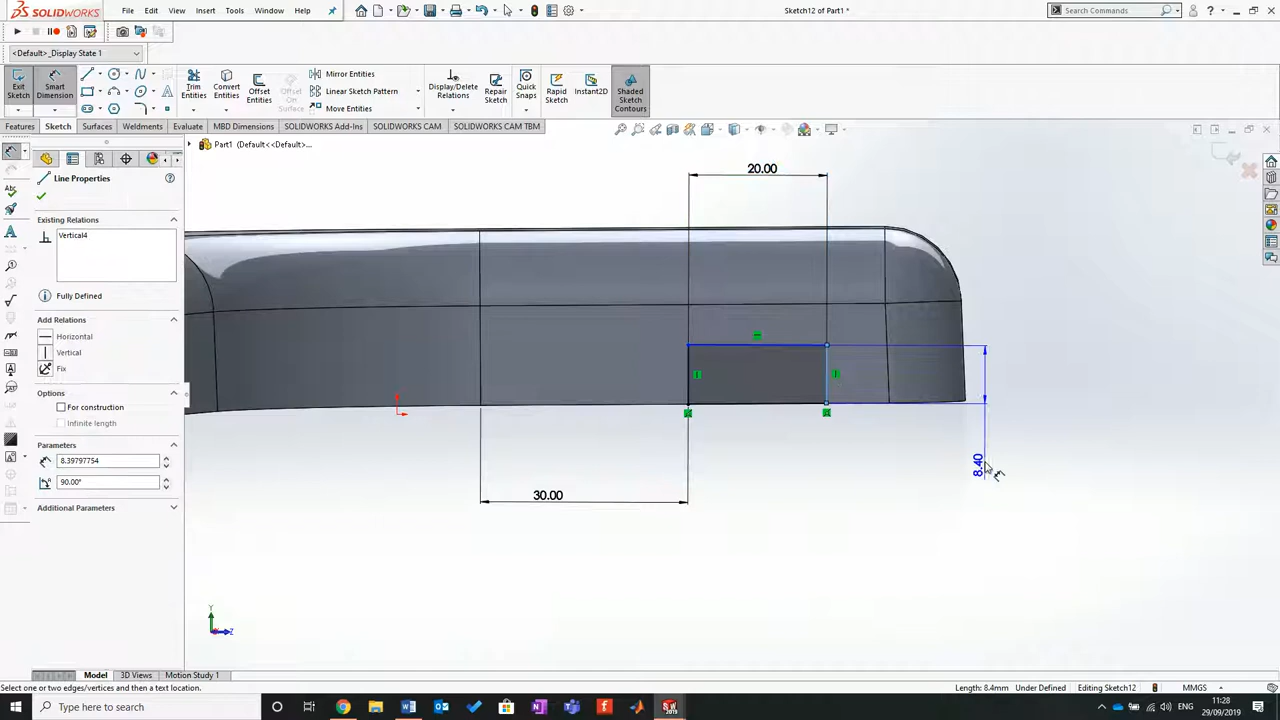 SOLIDWORKS
File Edit View Insert Tools Window Help
Sketch12 of Part1 *
Search Commands
<Default>_Display State 1
Exit Sketch
Smart Dimension
Trim Entities
Convert Entities
Offset Entities
Offset On Surface
Mirror Entities
Linear Sketch Pattern
Move Entities
Display/Delete Relations
Repair Sketch
Quick Snaps
Rapid Sketch
Instant2D
Shaded Sketch Contours
Features Sketch Surfaces Weldments Evaluate MBD Dimensions SOLIDWORKS Add-Ins SOLIDWORKS CAM SOLIDWORKS CAM TBM
Part1 (Default<<Default>...
Line Properties
Existing Relations
Vertical4
Fully Defined
Add Relations
Horizontal
Vertical
Fix
Options
For construction
Infinite length
Parameters
8.39797754
90.00°
Additional Parameters
20.00
30.00
8.40
Y
Z
Model 3D Views Motion Study 1
Select one or two edges/vertices and then a text location.
Length: 8.4mm Under Defined Editing Sketch12 MMGS
Type here to search
ENG
11:28
29/09/2019